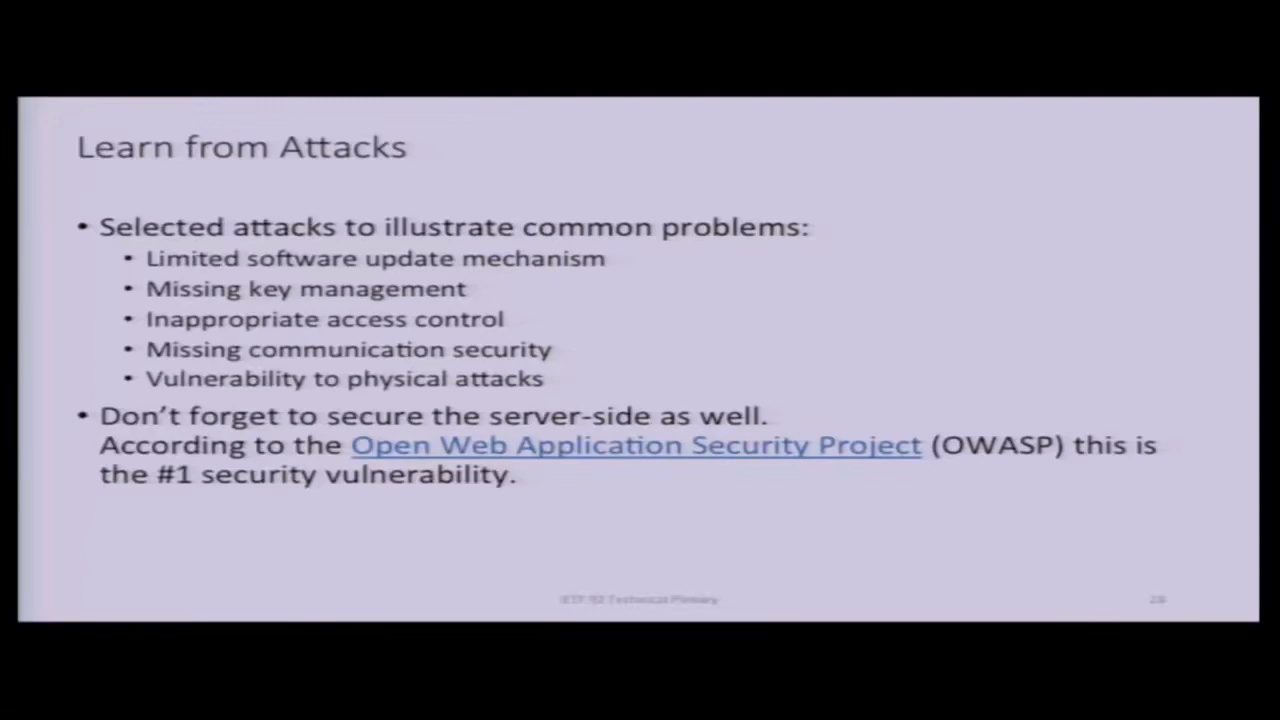 Learn from Attacks
• Selected attacks to illustrate common problems:
• Limited software update mechanism
• Missing key management
• Inappropriate access control
• Missing communication security
• Vulnerability to physical attacks
• Don't forget to secure the server-side as well.
According to the Open Web Application Security Project (OWASP) this is
the #1 security vulnerability.
Technical Plenary